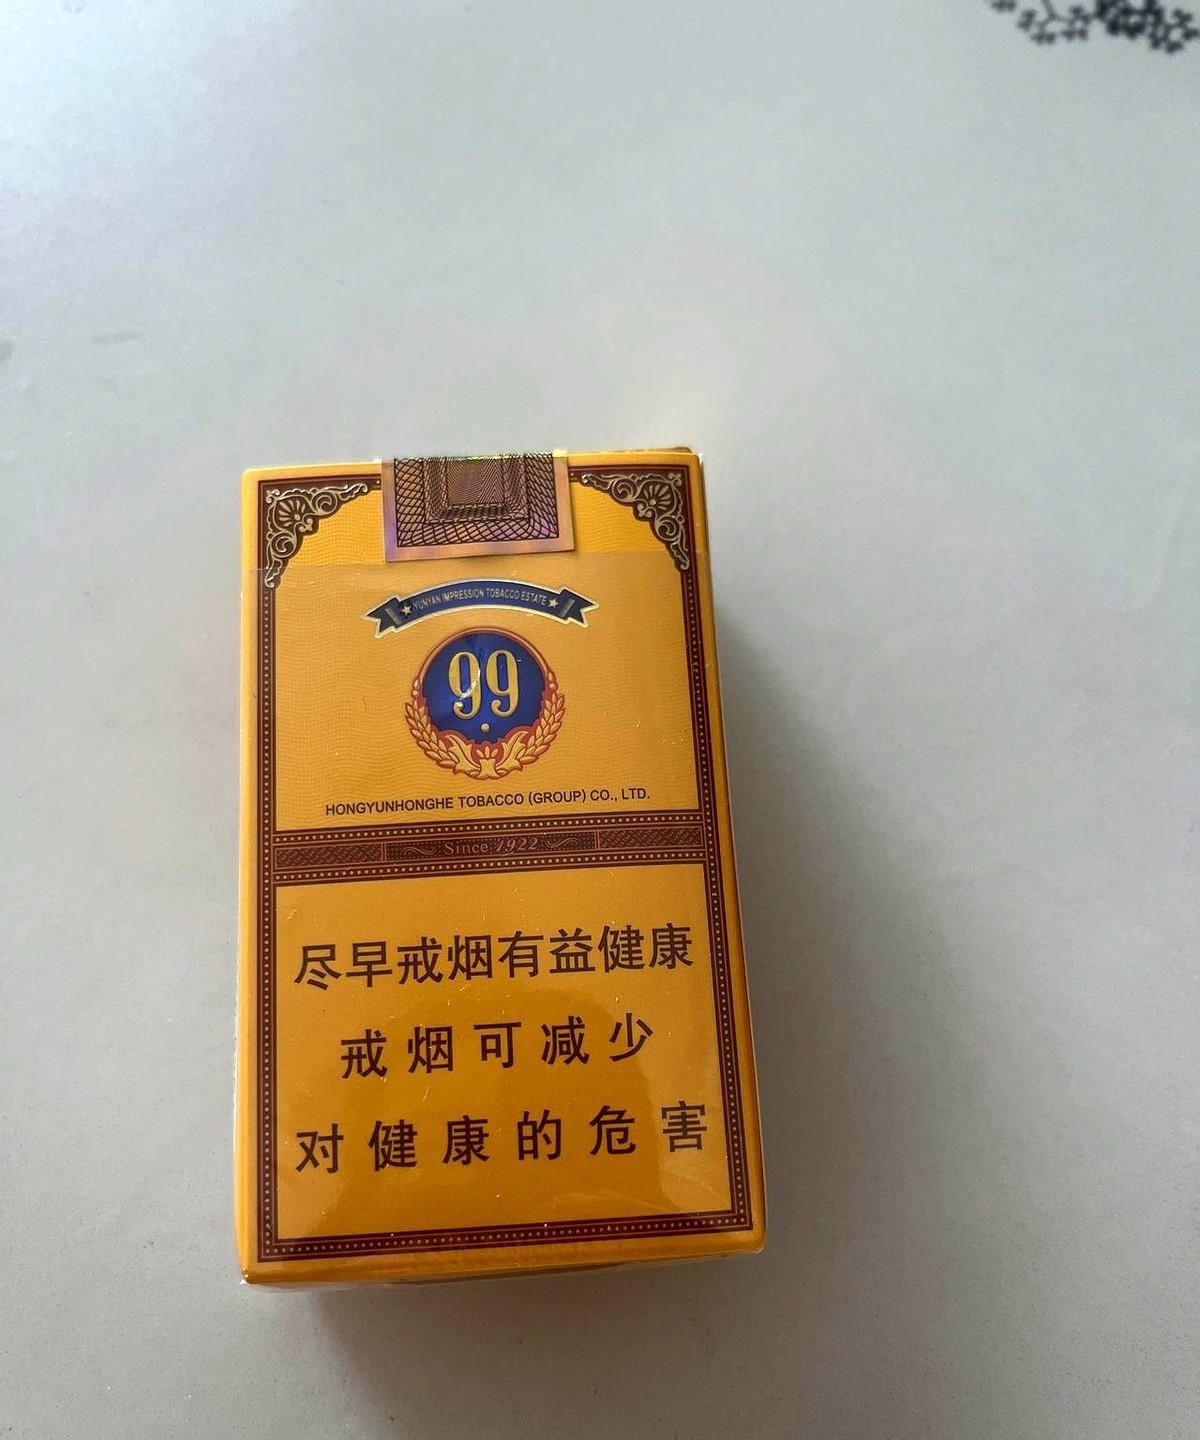 YUNYAN IMPRESSION TOBACCO ESTATE
99
HONGYUNHONGHE TOBACCO (GROUP) CO., LTD.
Since 1922
尽早戒烟有益健康
戒烟可减少
对健康的危害